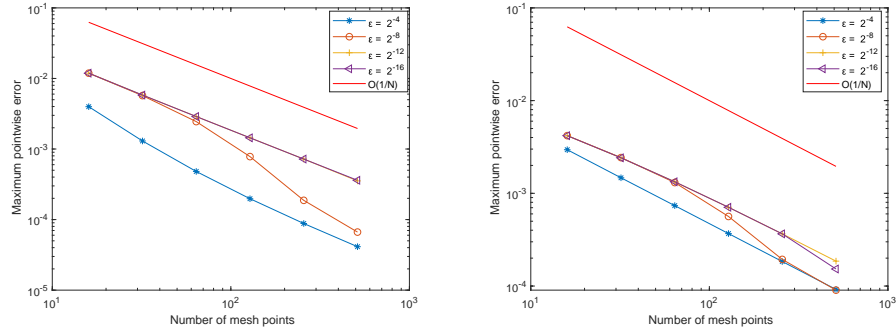 10^-1
10^-2
10^-3
10^-4
10^-5
Maximum pointwise error
10^1
10^2
10^3
Number of mesh points
ε = 2^-4
ε = 2^-8
ε = 2^-12
ε = 2^-16
O(1/N)
10^-1
10^-2
10^-3
10^-4
Maximum pointwise error
10^1
10^2
10^3
Number of mesh points
ε = 2^-4
ε = 2^-8
ε = 2^-12
ε = 2^-16
O(1/N)